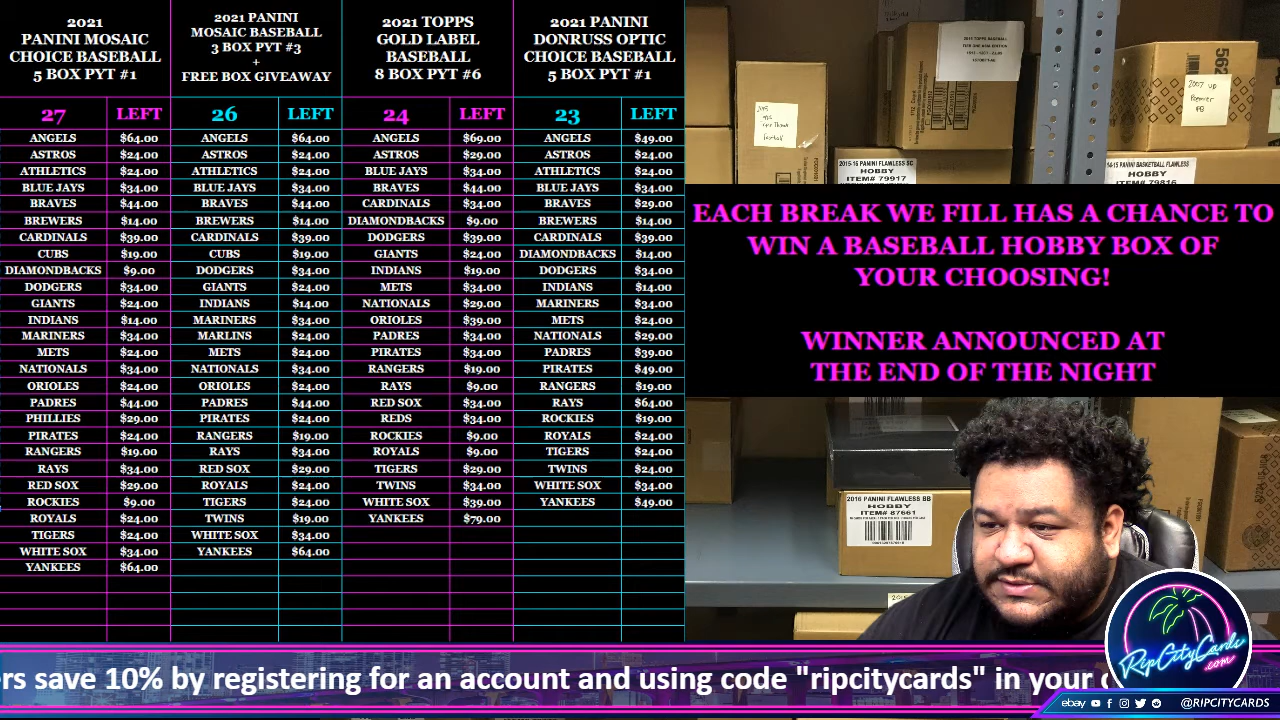 2021
PANINI MOSAIC
CHOICE BASEBALL
5 BOX PYT #1
27 LEFT
ANGELS $64.00
ASTROS $24.00
ATHLETICS $24.00
BLUE JAYS $34.00
BRAVES $44.00
BREWERS $14.00
CARDINALS $39.00
CUBS $19.00
DIAMONDBACKS $9.00
DODGERS $34.00
GIANTS $24.00
INDIANS $14.00
MARINERS $34.00
METS $24.00
NATIONALS $34.00
ORIOLES $24.00
PADRES $44.00
PHILLIES $29.00
PIRATES $24.00
RANGERS $19.00
RAYS $34.00
RED SOX $29.00
ROCKIES $9.00
ROYALS $24.00
TIGERS $24.00
WHITE SOX $34.00
YANKEES $64.00
2021 PANINI
MOSAIC BASEBALL
3 BOX PYT #3
+
FREE BOX GIVEAWAY
26 LEFT
ANGELS $64.00
ASTROS $24.00
ATHLETICS $24.00
BLUE JAYS $34.00
BRAVES $44.00
BREWERS $14.00
CARDINALS $39.00
CUBS $19.00
DODGERS $34.00
GIANTS $24.00
INDIANS $14.00
MARINERS $34.00
MARLINS $24.00
METS $24.00
NATIONALS $34.00
ORIOLES $24.00
PADRES $44.00
PIRATES $24.00
RANGERS $19.00
RAYS $34.00
RED SOX $29.00
ROYALS $24.00
TIGERS $24.00
TWINS $19.00
WHITE SOX $34.00
YANKEES $64.00
2021 TOPPS
GOLD LABEL
BASEBALL
8 BOX PYT #6
24 LEFT
ANGELS $69.00
ASTROS $29.00
BLUE JAYS $34.00
BRAVES $44.00
CARDINALS $34.00
DIAMONDBACKS $9.00
DODGERS $39.00
GIANTS $24.00
INDIANS $19.00
METS $34.00
NATIONALS $29.00
ORIOLES $39.00
PADRES $34.00
PIRATES $34.00
RANGERS $19.00
RAYS $9.00
RED SOX $34.00
REDS $34.00
ROCKIES $9.00
ROYALS $9.00
TIGERS $29.00
TWINS $34.00
WHITE SOX $39.00
YANKEES $79.00
2021 PANINI
DONRUSS OPTIC
CHOICE BASEBALL
5 BOX PYT #1
23 LEFT
ANGELS $49.00
ASTROS $24.00
ATHLETICS $24.00
BLUE JAYS $34.00
BRAVES $29.00
BREWERS $14.00
CARDINALS $39.00
DIAMONDBACKS $14.00
DODGERS $34.00
INDIANS $14.00
MARINERS $34.00
METS $24.00
NATIONALS $29.00
PADRES $39.00
PIRATES $49.00
RANGERS $19.00
RAYS $64.00
ROCKIES $19.00
ROYALS $24.00
TIGERS $24.00
TWINS $24.00
WHITE SOX $34.00
YANKEES $49.00
562
2007 UD
Premier
2015-16 PANINI FLAWLESS SC
HOBBY
ITEM# 79917
14-15 PANINI BASKETBALL FLAWLESS
HOBBY
ITEM# 79816
EACH BREAK WE FILL HAS A CHANCE TO
WIN A BASEBALL HOBBY BOX OF
YOUR CHOOSING!
WINNER ANNOUNCED AT
THE END OF THE NIGHT
2016 PANINI FLAWLESS BB
HOBBY
ITEM# 87661
RipCityCards
.com
ers save 10% by registering for an account and using code "ripcitycards" in your
ebay @RIPCITYCARDS